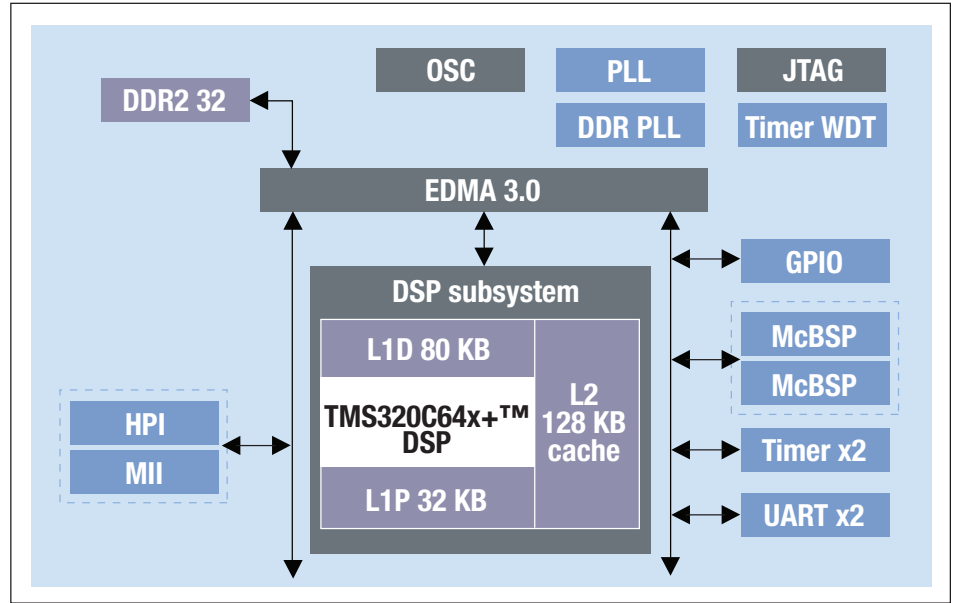 OSC
PLL
JTAG
DDR2 32
DDR PLL
Timer WDT
EDMA 3.0
DSP subsystem
L1D 80 KB
TMS320C64x+™
DSP
L1P 32 KB
L2
128 KB
cache
HPI
MII
GPIO
McBSP
McBSP
Timer x2
UART x2